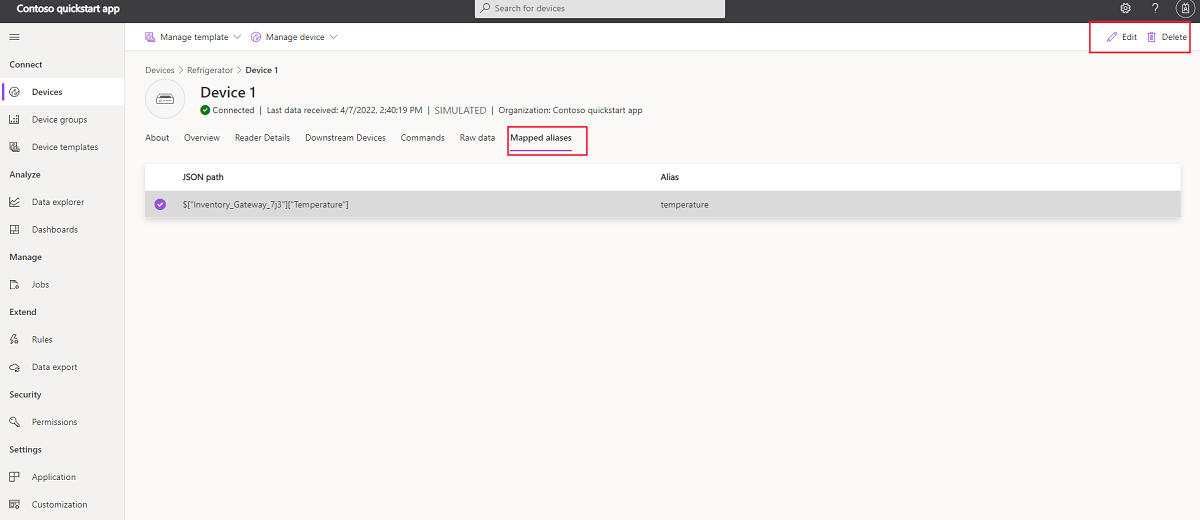 Contoso quickstart app
Search for devices
?
Manage template
Manage device
Edit
Delete
Connect
Devices
Device groups
Device templates
Analyze
Data explorer
Dashboards
Manage
Jobs
Extend
Rules
Data export
Security
Permissions
Settings
Application
Customization
Devices > Refrigerator > Device 1
Device 1
Connected | Last data received: 4/7/2022, 2:40:19 PM | SIMULATED | Organization: Contoso quickstart app
About Overview Reader Details Downstream Devices Commands Raw data Mapped aliases
JSON path Alias
$["Inventory_Gateway_7j3"]["Temperature"] temperature